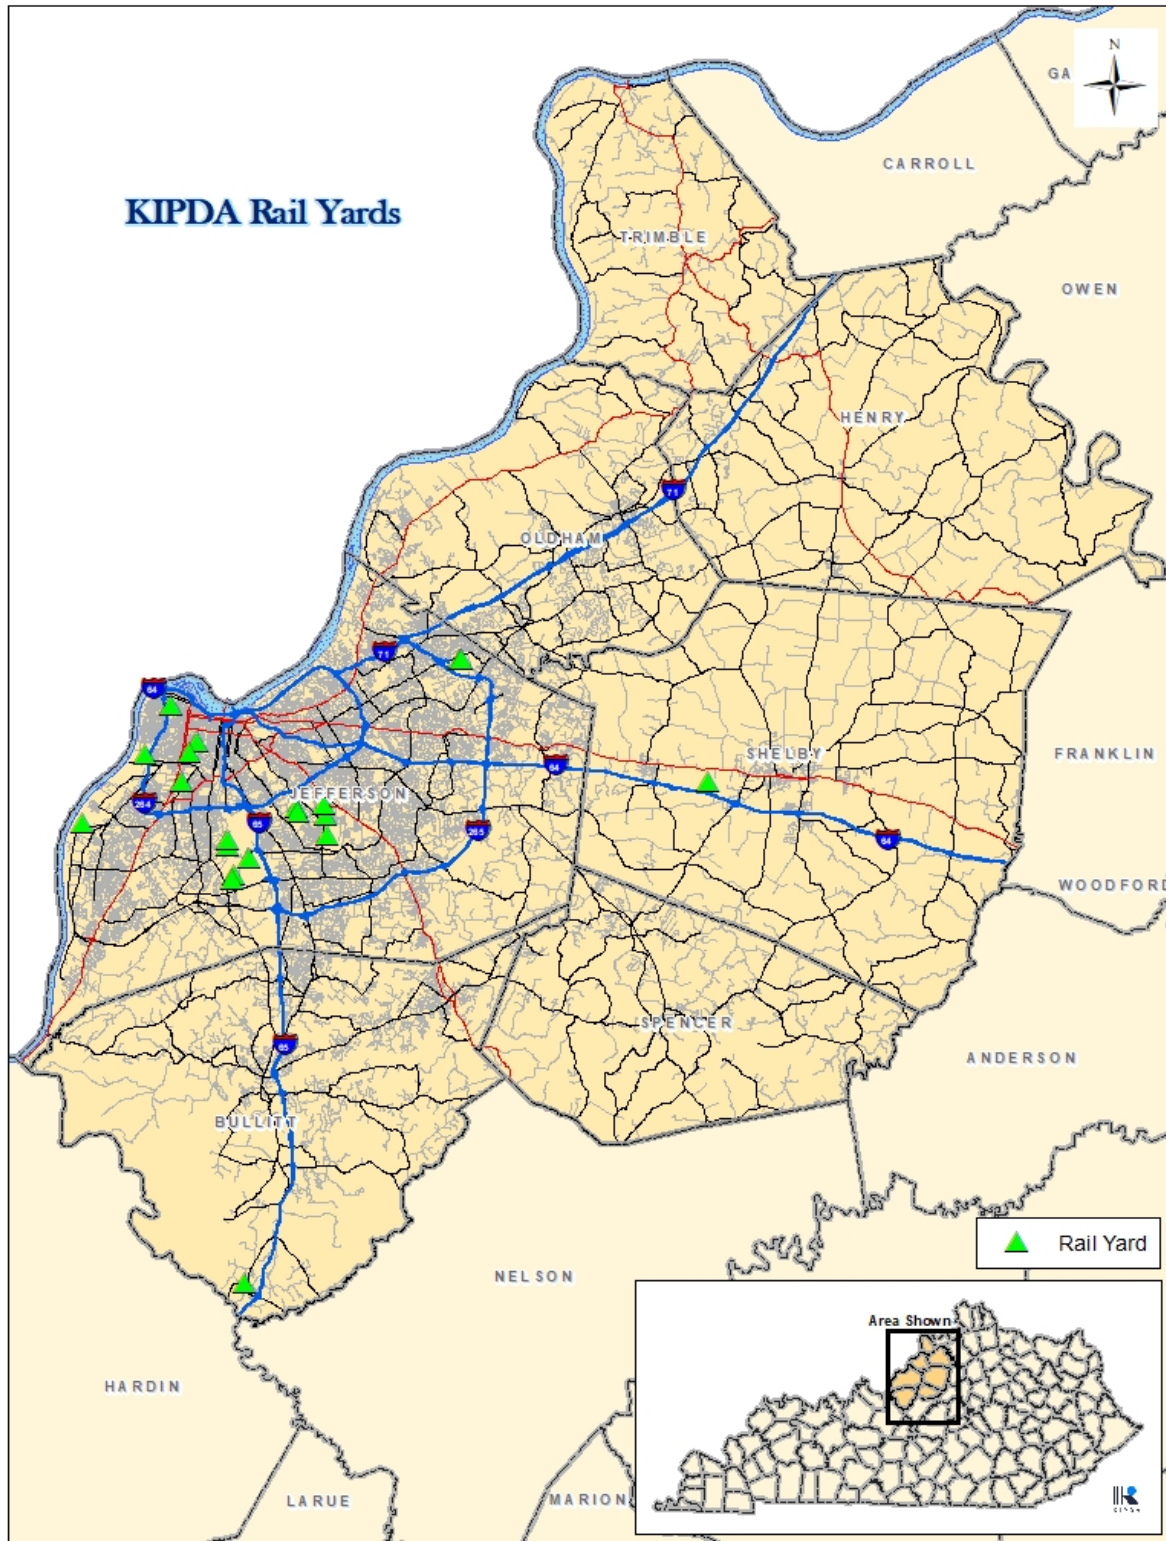 N
GA
CARROLL
KIPDA Rail Yards
TRIMBLE
OWEN
HENRY
71
OLDHAM
71
64
SHELBY
FRANKLIN
64
JEFFERSON
264
65
265
64
WOODFORD
SPENCER
65
ANDERSON
BULLITT
Rail Yard
NELSON
Area Shown
HARDIN
LARUE
MARION